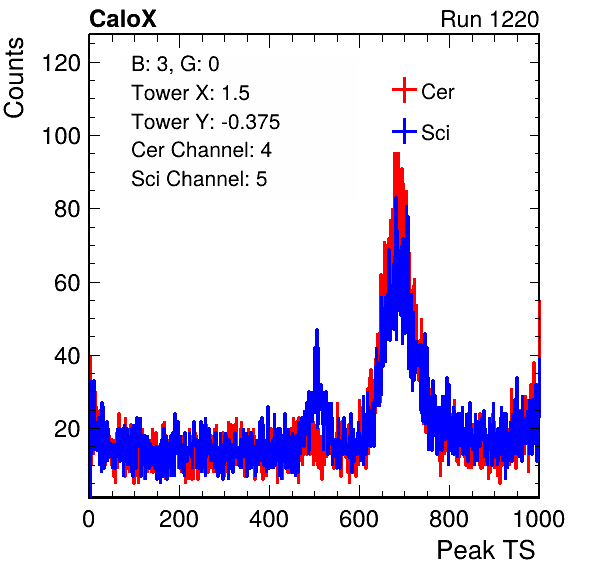 CaloX Run 1220
Counts
B: 3, G: 0
Tower X: 1.5
Tower Y: -0.375
Cer Channel: 4
Sci Channel: 5
Cer
Sci
120
100
80
60
40
20
0 200 400 600 800 1000
Peak TS